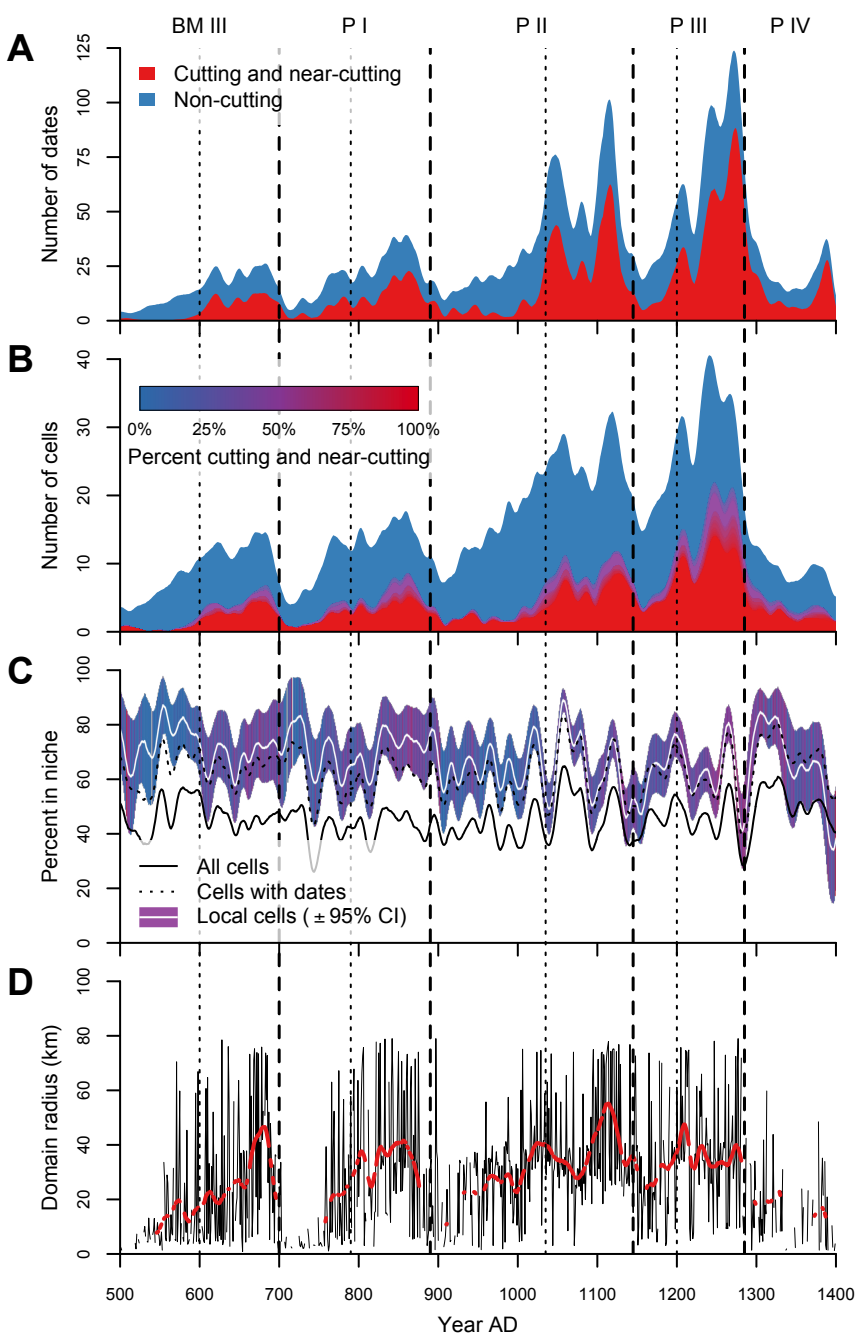 BM III P I P II P III P IV
A
Number of dates
0 25 50 75 100 125
Cutting and near-cutting
Non-cutting
B
Number of cells
0 10 20 30 40
0% 25% 50% 75% 100%
Percent cutting and near-cutting
C
Percent in niche
0 20 40 60 80 100
All cells
Cells with dates
Local cells ( ± 95% CI)
D
Domain radius (km)
0 20 40 60 80 100
500 600 700 800 900 1000 1100 1200 1300 1400
Year AD